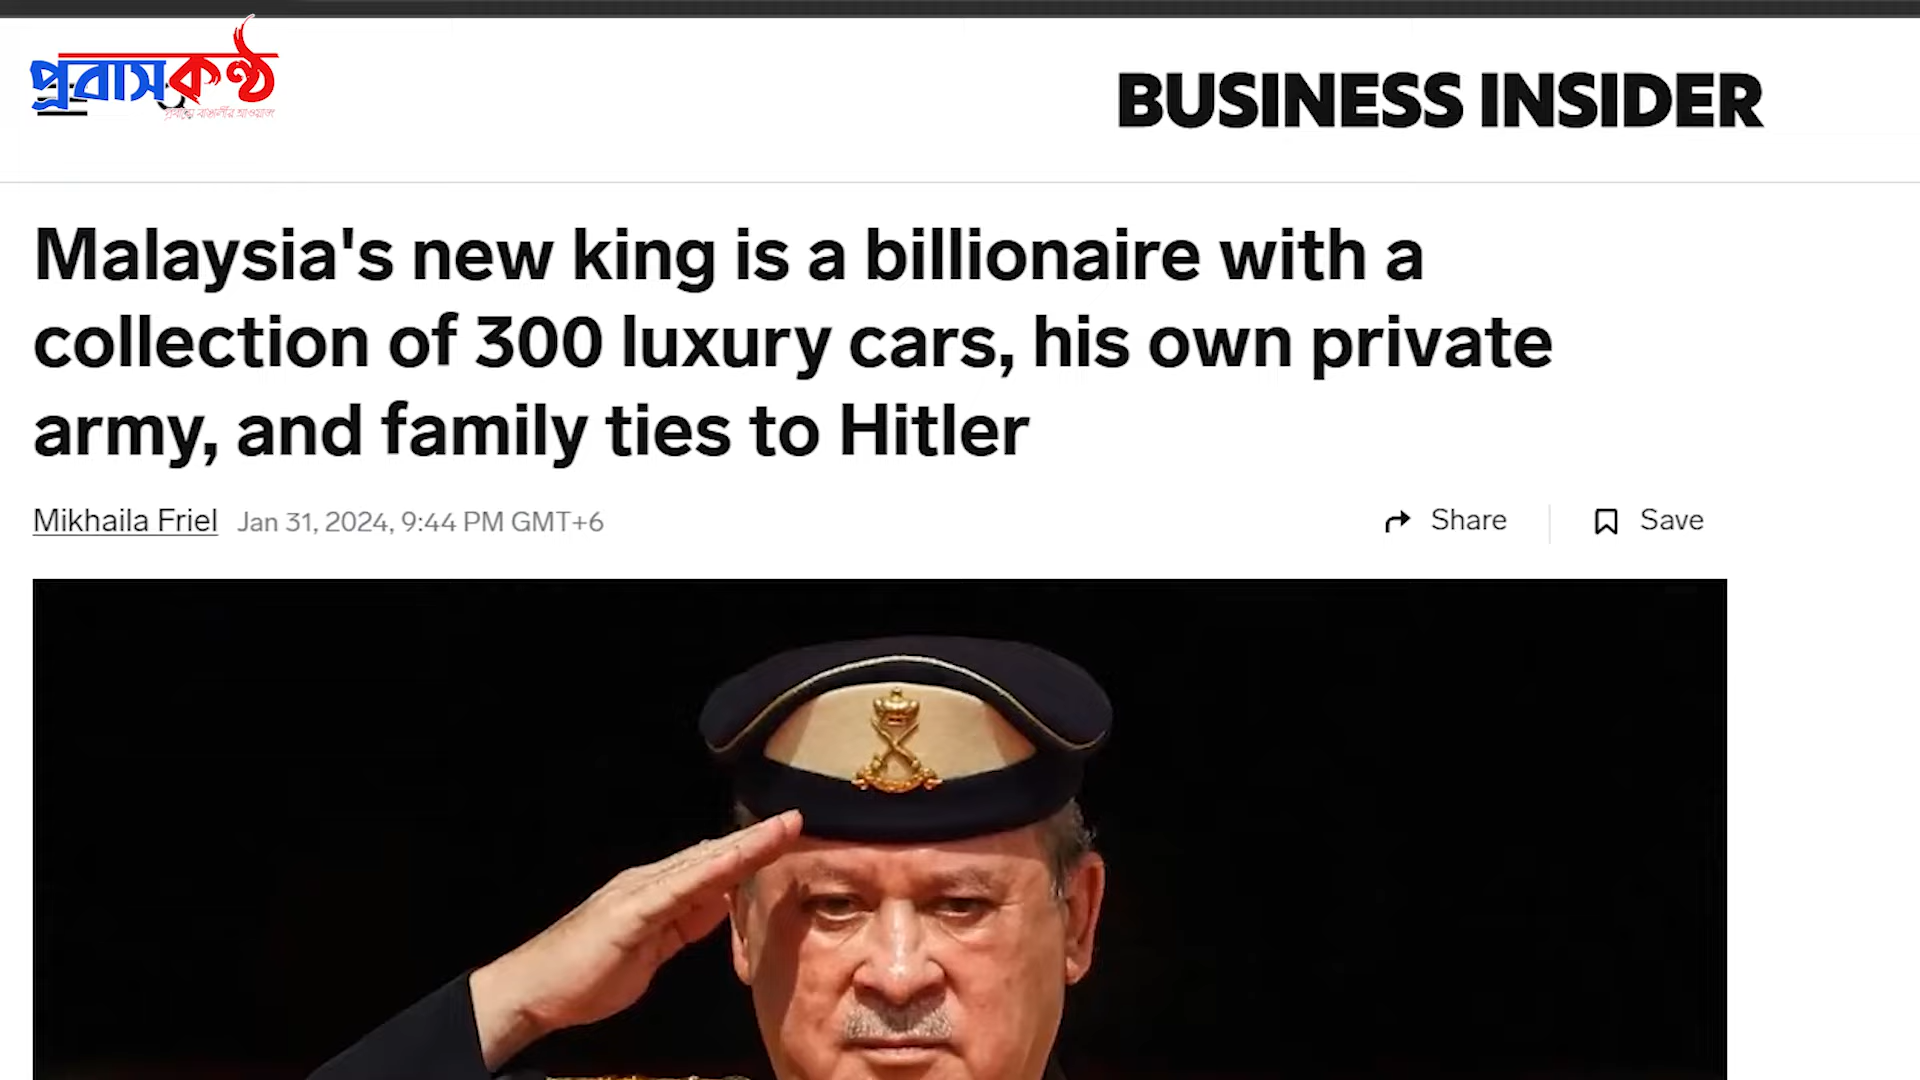 প্রবাসকণ্ঠ
BUSINESS INSIDER
Malaysia's new king is a billionaire with a
collection of 300 luxury cars, his own private
army, and family ties to Hitler
Mikhaila Friel Jan 31, 2024, 9:44 PM GMT+6
Share Save